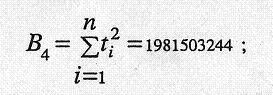 B₄ = ∑ᵢ₌₁ⁿ tᵢ² = 1981503244 ;